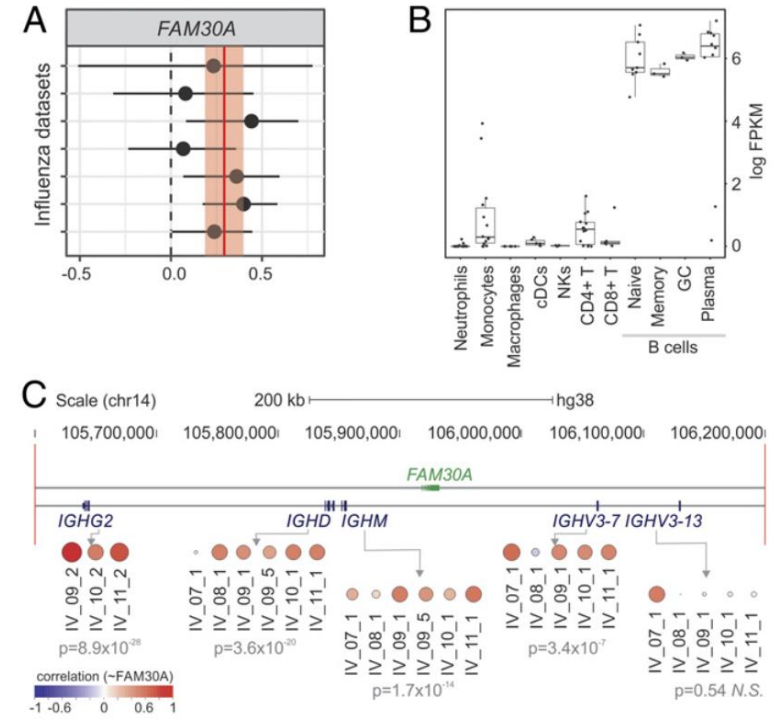 A
FAM30A
Influenza datasets
-0.5 0.0 0.5
B
6
4
2
0
log FPKM
Neutrophils
Monocytes
Macrophages
cDCs
NKs
CD4+ T
CD8+ T
Naive
Memory
GC
Plasma
B cells
C
Scale (chr14) 200 kb hg38
105,700,000 105,800,000 105,900,000 106,000,000 106,100,000 106,200,000
FAM30A
IGHG2 IGHD IGHM IGHV3-7 IGHV3-13
IV_09_2
IV_10_2
IV_11_2
p=8.9x10-28
IV_07_1
IV_08_1
IV_09_1
IV_09_5
IV_10_1
IV_11_1
p=3.6x10-20
IV_07_1
IV_08_1
IV_09_1
IV_09_5
IV_10_1
IV_11_1
p=1.7x10-14
IV_07_1
IV_08_1
IV_09_1
IV_10_1
IV_11_1
p=3.4x10-7
IV_07_1
IV_08_1
IV_09_1
IV_10_1
IV_11_1
p=0.54 N.S.
correlation (~FAM30A)
-1 -0.6 0 0.6 1